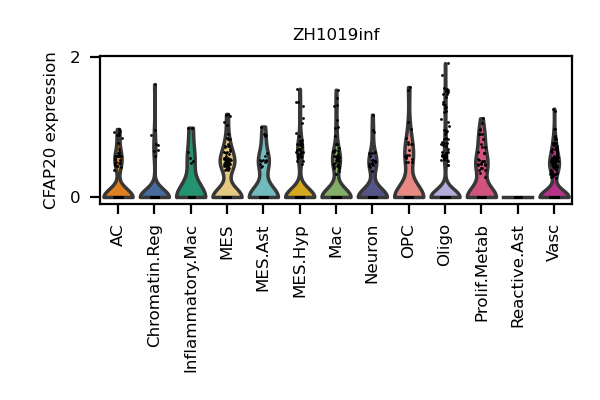 ZH1019inf
CFAP20 expression
2
0
AC
Chromatin.Reg
Inflammatory.Mac
MES
MES.Ast
MES.Hyp
Mac
Neuron
OPC
Oligo
Prolif.Metab
Reactive.Ast
Vasc